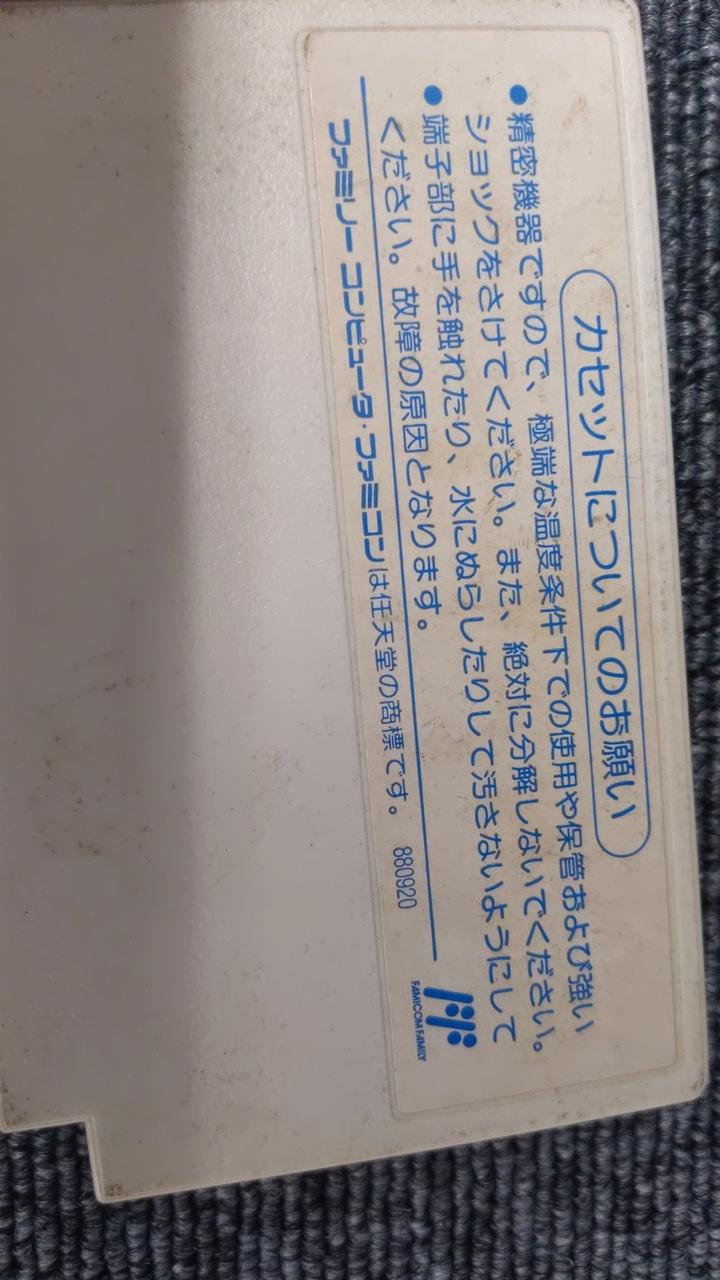 カセットについてのお願い
●精密機器ですので、極端な温度条件下での使用や保管および強い
ショックをさけてください。また、絶対に分解しないでください。
●端子部に手を触れたり、水にぬらしたりして汚さないようにして
ください。故障の原因となります。
ファミリーコンピュータ・ファミコンは任天堂の商標です。 880920
FAMICOM FAMILY